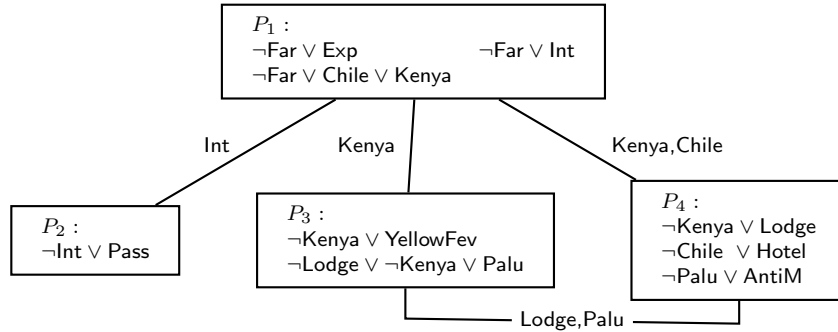 P₁ :
¬Far ∨ Exp ¬Far ∨ Int
¬Far ∨ Chile ∨ Kenya
Int
Kenya
Kenya,Chile
P₂ :
¬Int ∨ Pass
P₃ :
¬Kenya ∨ YellowFev
¬Lodge ∨ ¬Kenya ∨ Palu
P₄ :
¬Kenya ∨ Lodge
¬Chile ∨ Hotel
¬Palu ∨ AntiM
Lodge,Palu